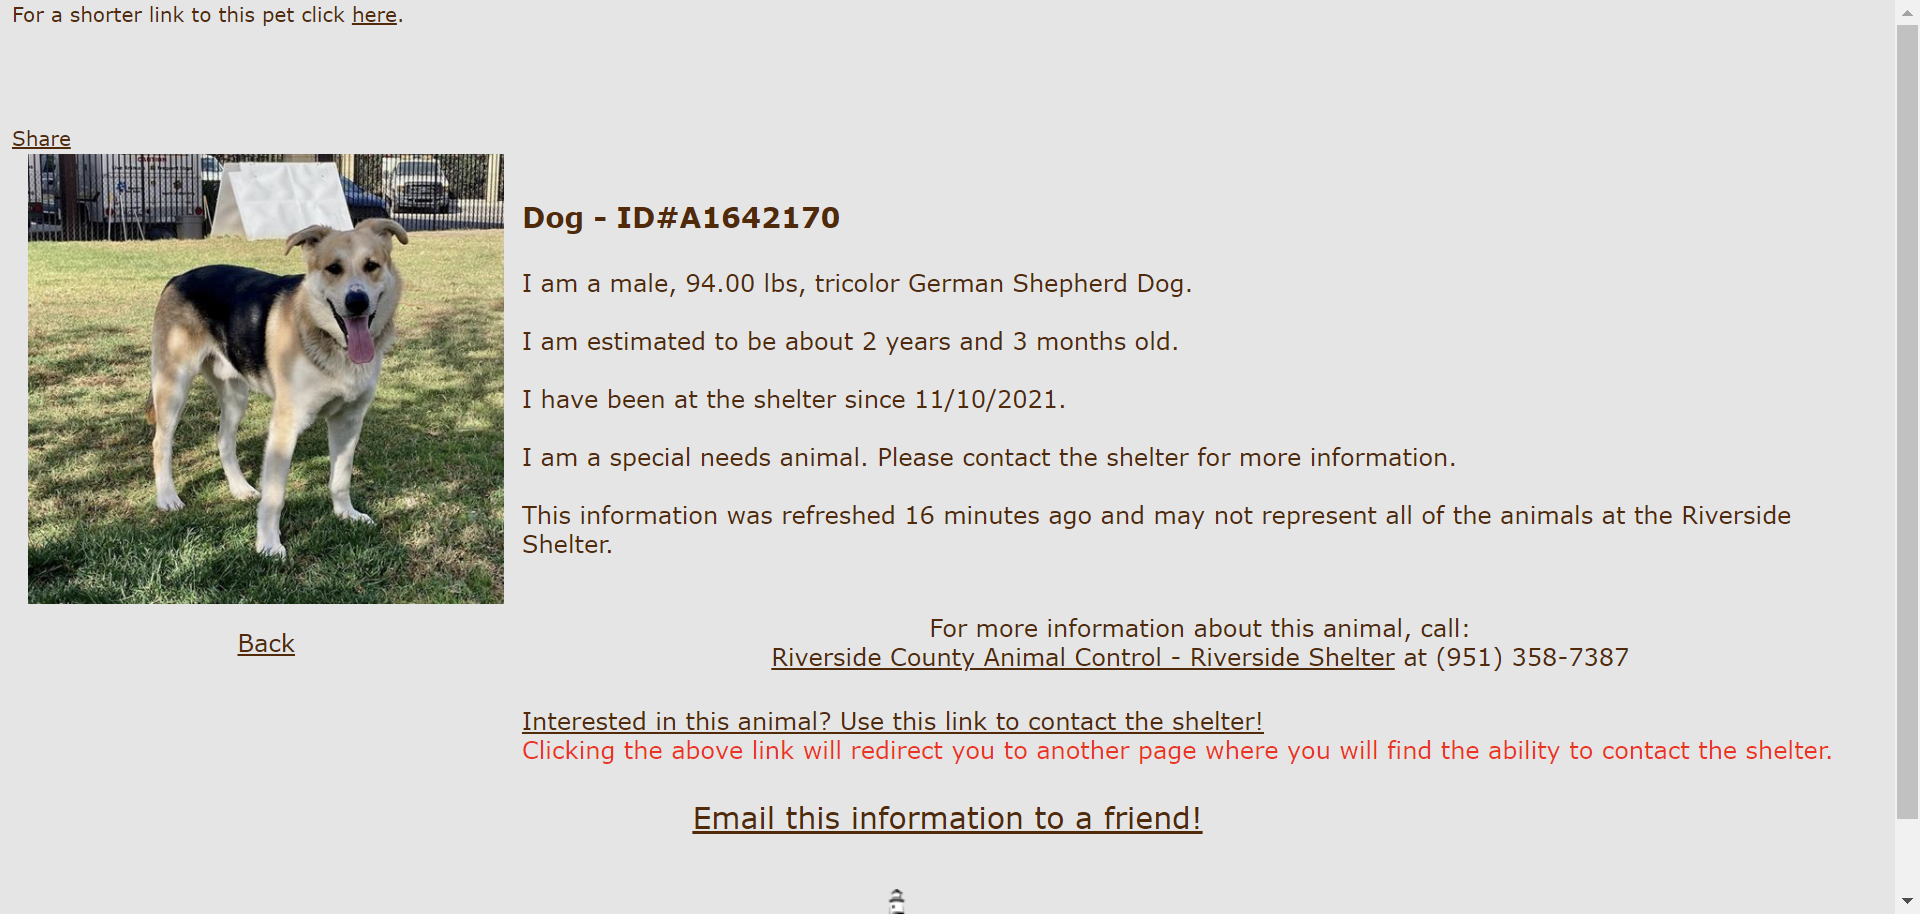 For a shorter link to this pet click here.
Share
Dog - ID#A1642170
I am a male, 94.00 lbs, tricolor German Shepherd Dog.
I am estimated to be about 2 years and 3 months old.
I have been at the shelter since 11/10/2021.
I am a special needs animal. Please contact the shelter for more information.
This information was refreshed 16 minutes ago and may not represent all of the animals at the Riverside
Shelter.
Back
For more information about this animal, call:
Riverside County Animal Control - Riverside Shelter at (951) 358-7387
Interested in this animal? Use this link to contact the shelter!
Clicking the above link will redirect you to another page where you will find the ability to contact the shelter.
Email this information to a friend!